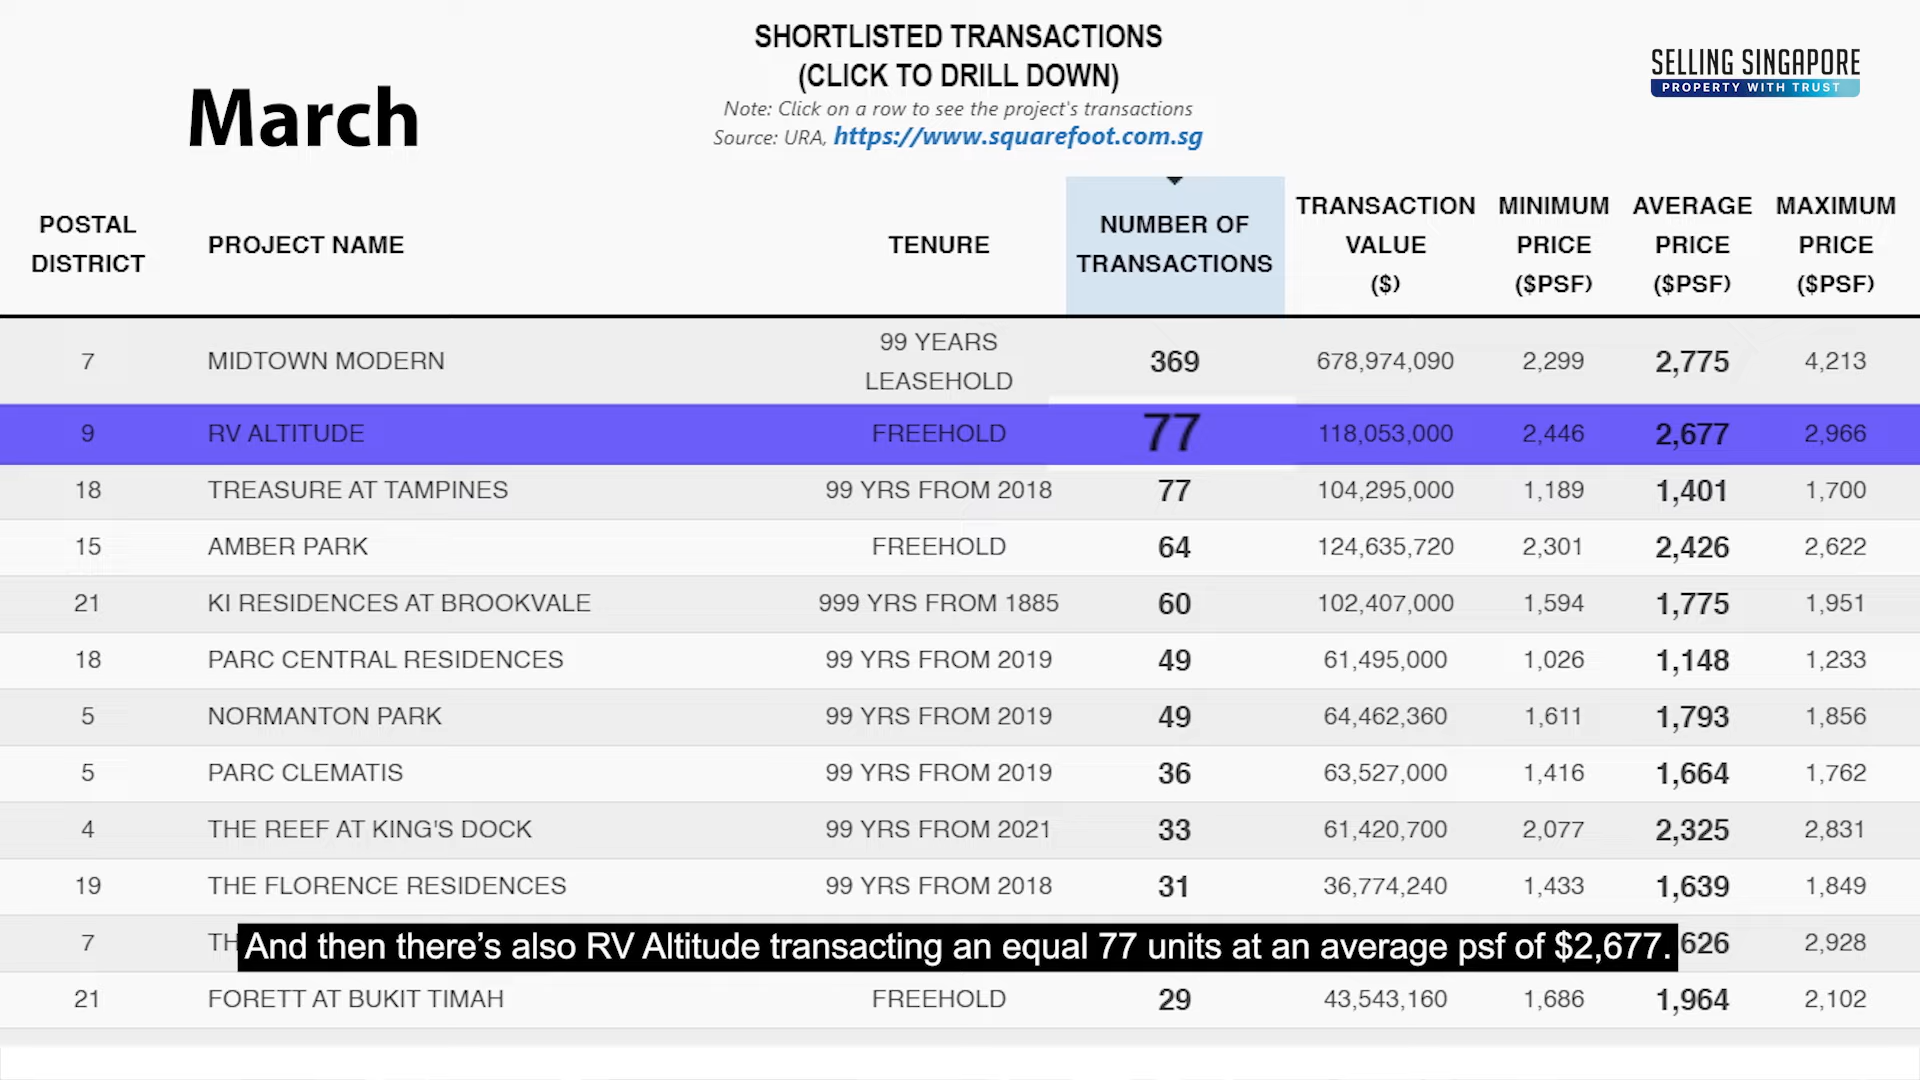 SHORTLISTED TRANSACTIONS
(CLICK TO DRILL DOWN)
Note: Click on a row to see the project's transactions
Source: URA, https://www.squarefoot.com.sg
March
SELLING SINGAPORE
PROPERTY WITH TRUST
POSTAL DISTRICT PROJECT NAME TENURE NUMBER OF TRANSACTIONS TRANSACTION VALUE ($) MINIMUM PRICE ($PSF) AVERAGE PRICE ($PSF) MAXIMUM PRICE ($PSF)
7 MIDTOWN MODERN 99 YEARS LEASEHOLD 369 678,974,090 2,299 2,775 4,213
9 RV ALTITUDE FREEHOLD 77 118,053,000 2,446 2,677 2,966
18 TREASURE AT TAMPINES 99 YRS FROM 2018 77 104,295,000 1,189 1,401 1,700
15 AMBER PARK FREEHOLD 64 124,635,720 2,301 2,426 2,622
21 KI RESIDENCES AT BROOKVALE 999 YRS FROM 1885 60 102,407,000 1,594 1,775 1,951
18 PARC CENTRAL RESIDENCES 99 YRS FROM 2019 49 61,495,000 1,026 1,148 1,233
5 NORMANTON PARK 99 YRS FROM 2019 49 64,462,360 1,611 1,793 1,856
5 PARC CLEMATIS 99 YRS FROM 2019 36 63,527,000 1,416 1,664 1,762
4 THE REEF AT KING'S DOCK 99 YRS FROM 2021 33 61,420,700 2,077 2,325 2,831
19 THE FLORENCE RESIDENCES 99 YRS FROM 2018 31 36,774,240 1,433 1,639 1,849
7 TH 626 2,928
And then there's also RV Altitude transacting an equal 77 units at an average psf of $2,677.
21 FORETT AT BUKIT TIMAH FREEHOLD 29 43,543,160 1,686 1,964 2,102